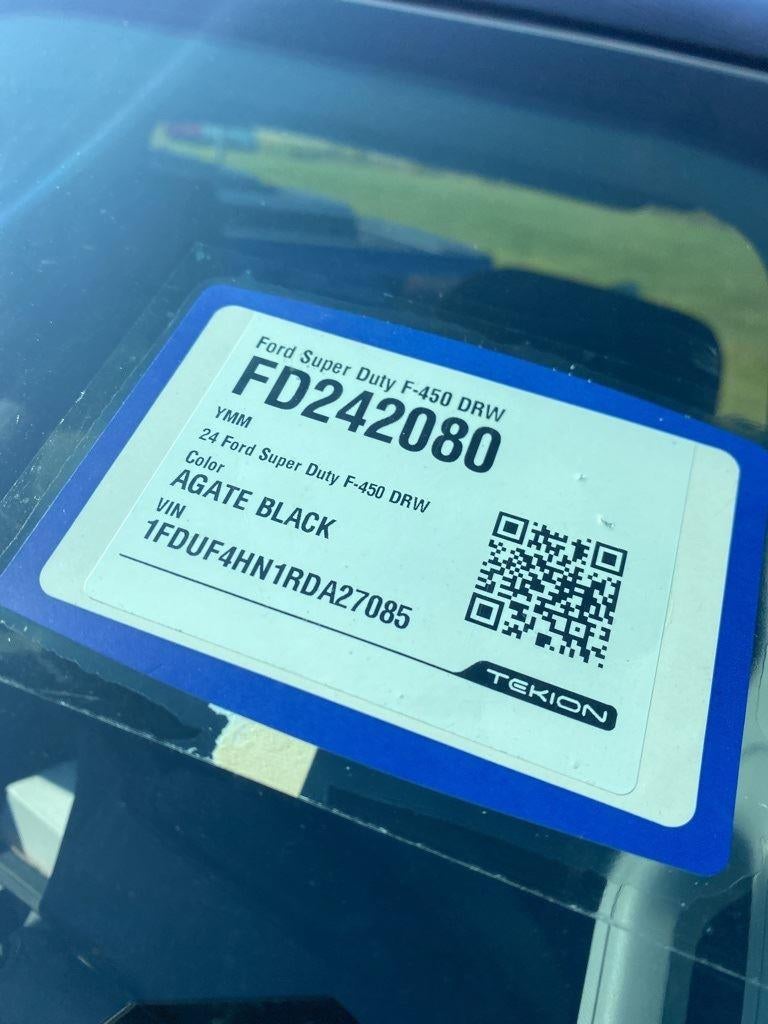 Ford Super Duty F-450 DRW
FD242080
YMM
24 Ford Super Duty F-450 DRW
Color
AGATE BLACK
VIN
1FDUF4HN1RDA27085
TEKION